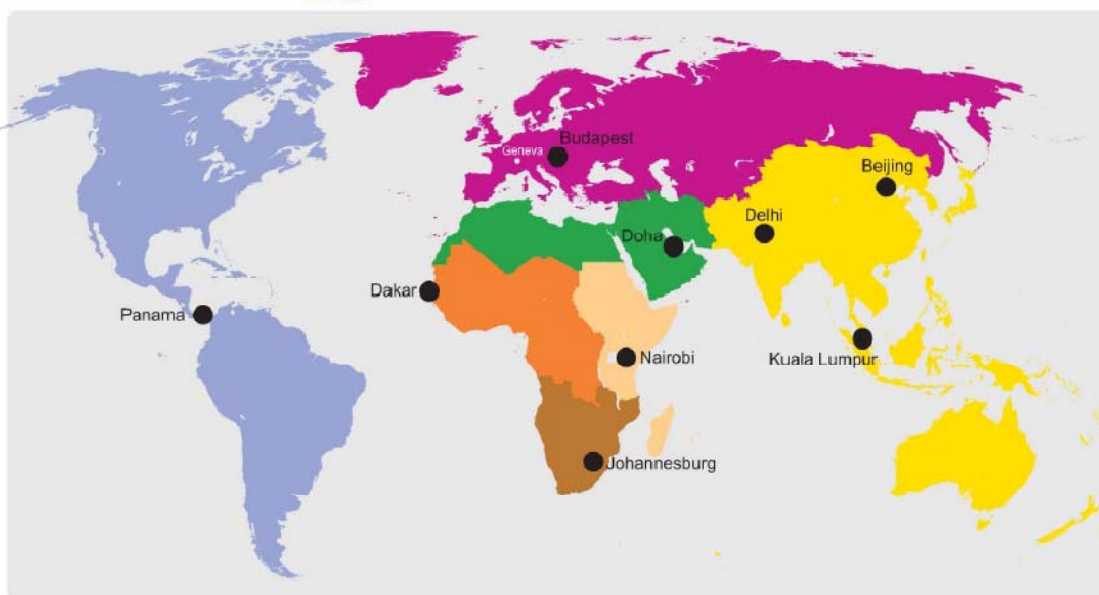 Budapest
Geneva
Beijing
Delhi
Doha
Dakar
Panama
Nairobi
Kuala Lumpur
Johannesburg